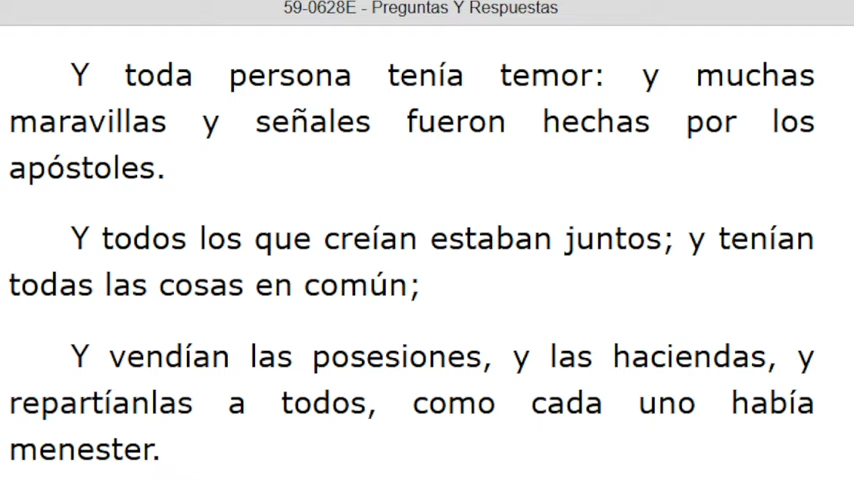 59-0628E - Preguntas Y Respuestas
Y toda persona tenía temor: y muchas
maravillas y señales fueron hechas por los
apóstoles.
Y todos los que creían estaban juntos; y tenían
todas las cosas en común;
Y vendían las posesiones, y las haciendas, y
repartíanlas a todos, como cada uno había
menester.